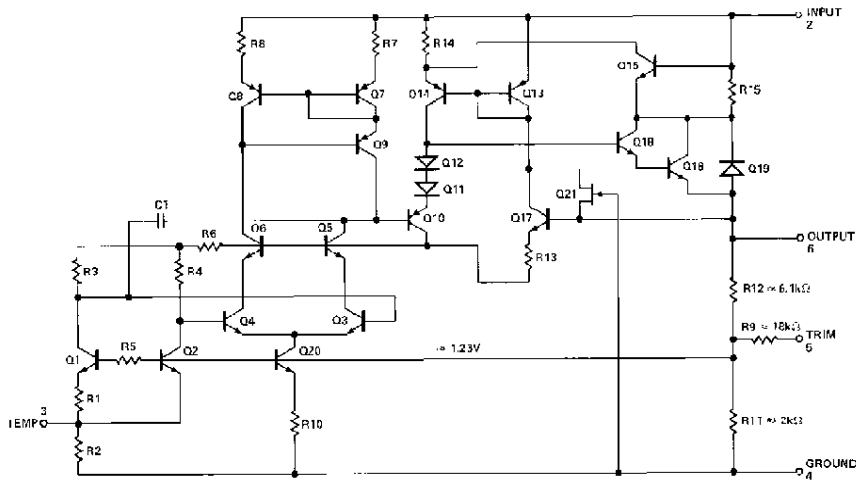 INPUT
2
R8
R7
R14
Q15
R15
Q8
Q7
Q14
Q13
Q9
Q18
Q18
Q19
Q12
Q11
Q21
C1
Q10
Q17
R6
Q6
Q5
OUTPUT
6
R3
R4
R13
R12 ≈ 6.1kΩ
Q4
Q3
R9 ≈ 18kΩ
TRIM
5
Q1
R5
Q2
Q20
≈ 1.23V
R1
TEMP
3
R10
R11 ≈ 2kΩ
R2
GROUND
4